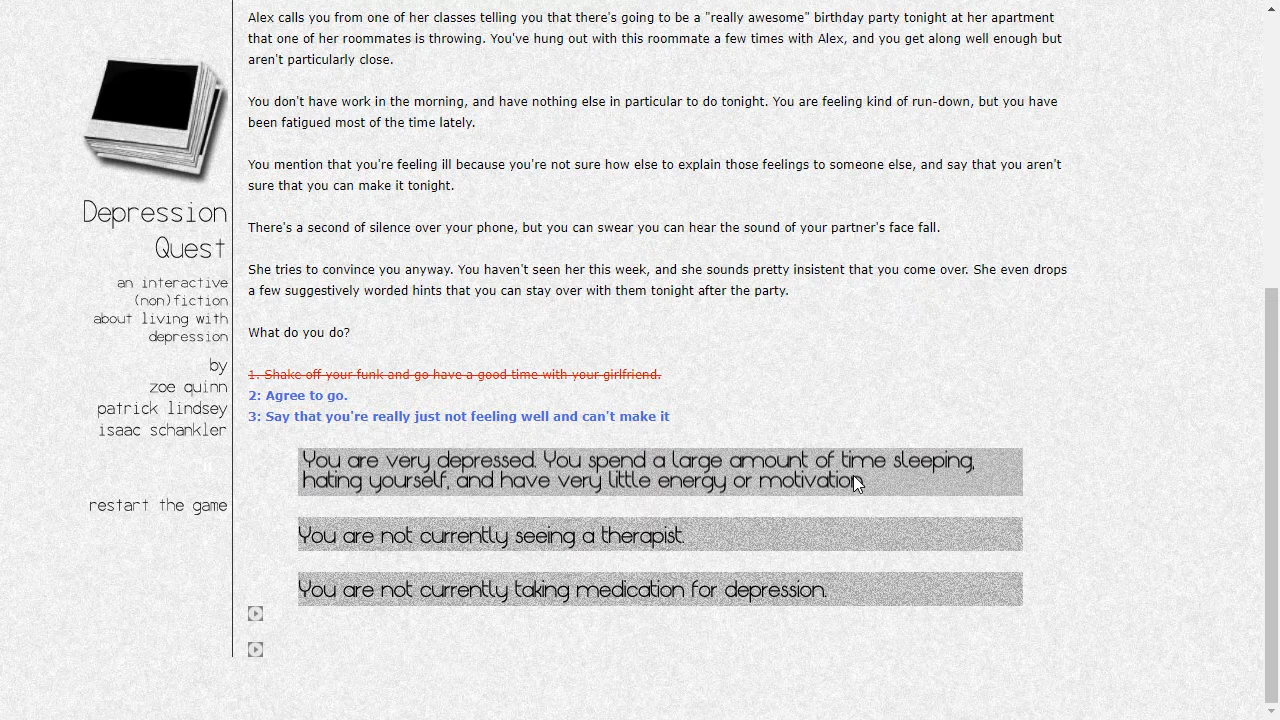 Alex calls you from one of her classes telling you that there's going to be a "really awesome" birthday party tonight at her apartment
that one of her roommates is throwing. You've hung out with this roommate a few times with Alex, and you get along well enough but
aren't particularly close.
You don't have work in the morning, and have nothing else in particular to do tonight. You are feeling kind of run-down, but you have
been fatigued most of the time lately.
You mention that you're feeling ill because you're not sure how else to explain those feelings to someone else, and say that you aren't
sure that you can make it tonight.
There's a second of silence over your phone, but you can swear you can hear the sound of your partner's face fall.
She tries to convince you anyway. You haven't seen her this week, and she sounds pretty insistent that you come over. She even drops
a few suggestively worded hints that you can stay over with them tonight after the party.
What do you do?
1. Shake off your funk and go have a good time with your girlfriend.
2: Agree to go.
3: Say that you're really just not feeling well and can't make it
You are very depressed. You spend a large amount of time sleeping,
hating yourself, and have very little energy or motivation.
You are not currently seeing a therapist.
You are not currently taking medication for depression.
Depression
Quest
an interactive
(non)fiction
about living with
depression
by
zoe quinn
patrick lindsey
isaac schankler
restart the game